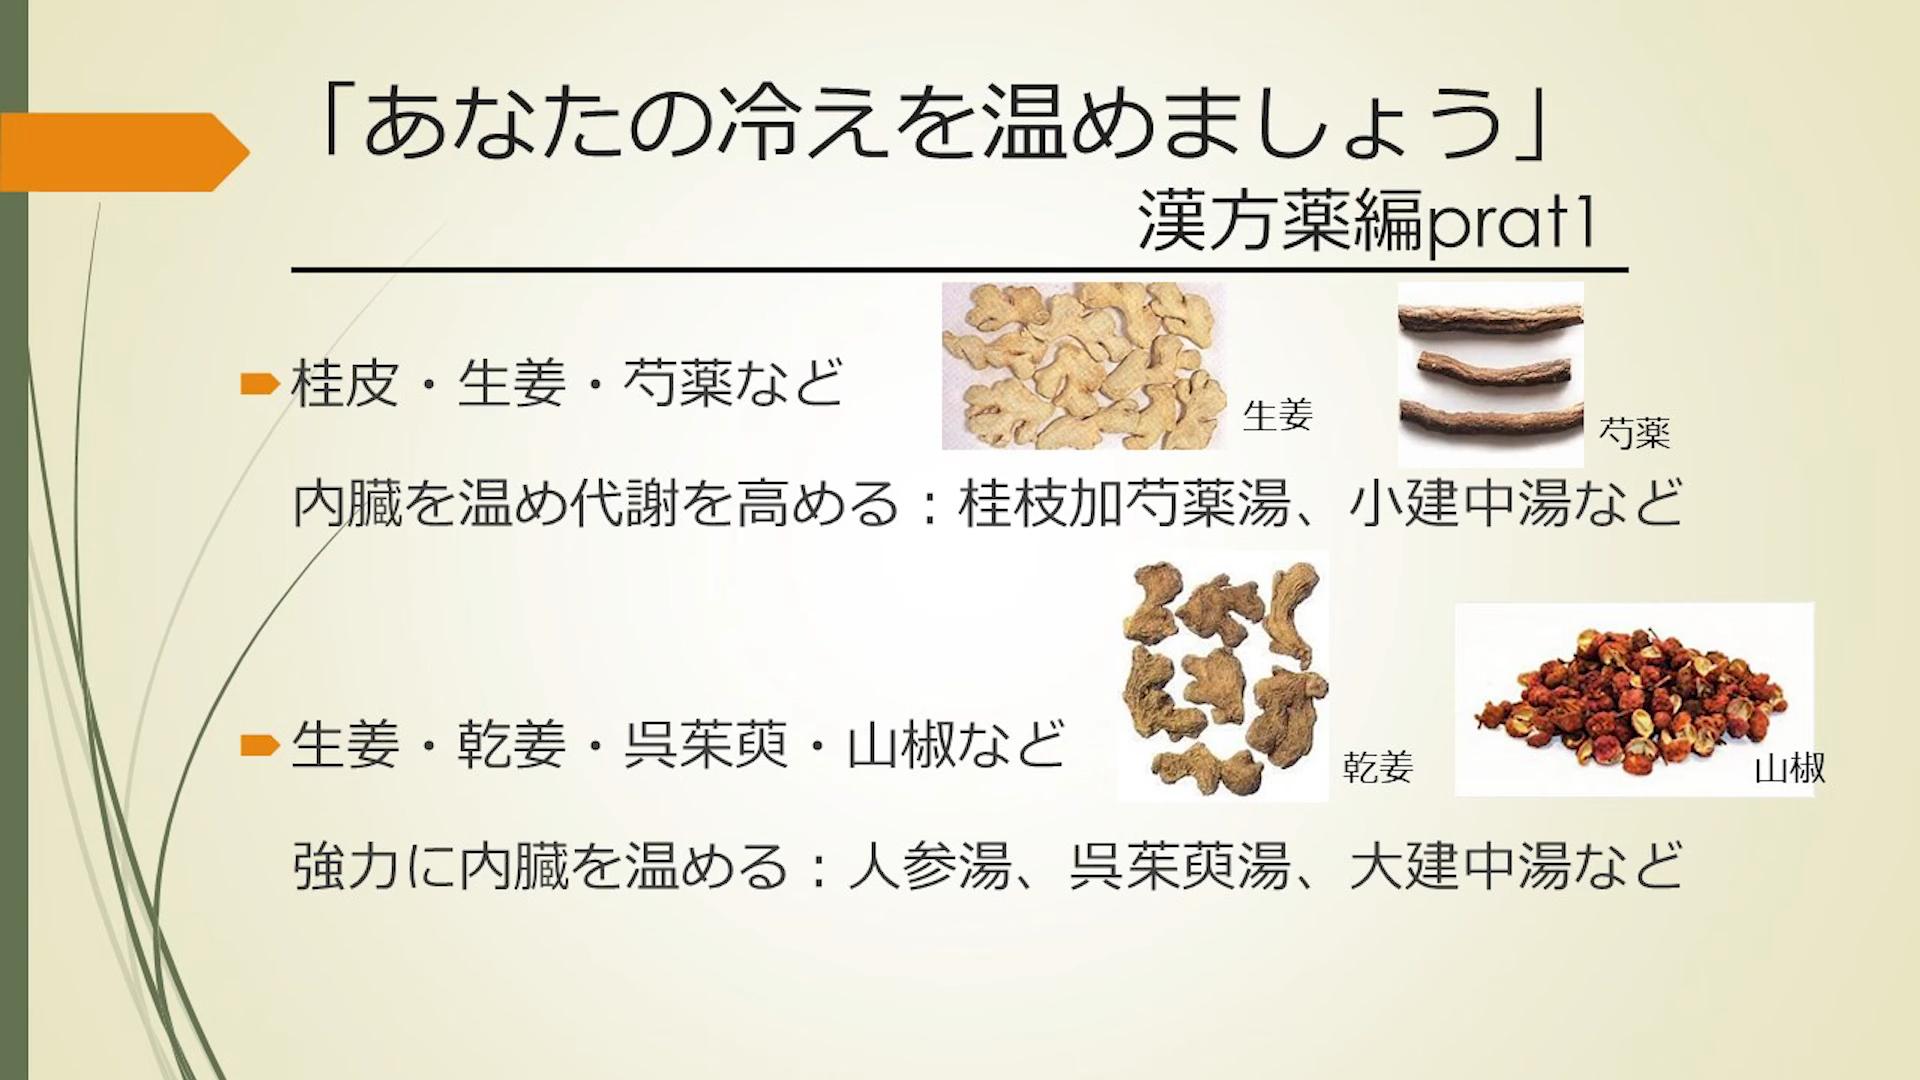 「あなたの冷えを温めましょう」
漢方薬編prat1
桂皮・生姜・芍薬など
生姜
芍薬
内臓を温め代謝を高める：桂枝加芍薬湯、小建中湯など
生姜・乾姜・呉茱萸・山椒など
乾姜
山椒
強力に内臓を温める：人参湯、呉茱萸湯、大建中湯など